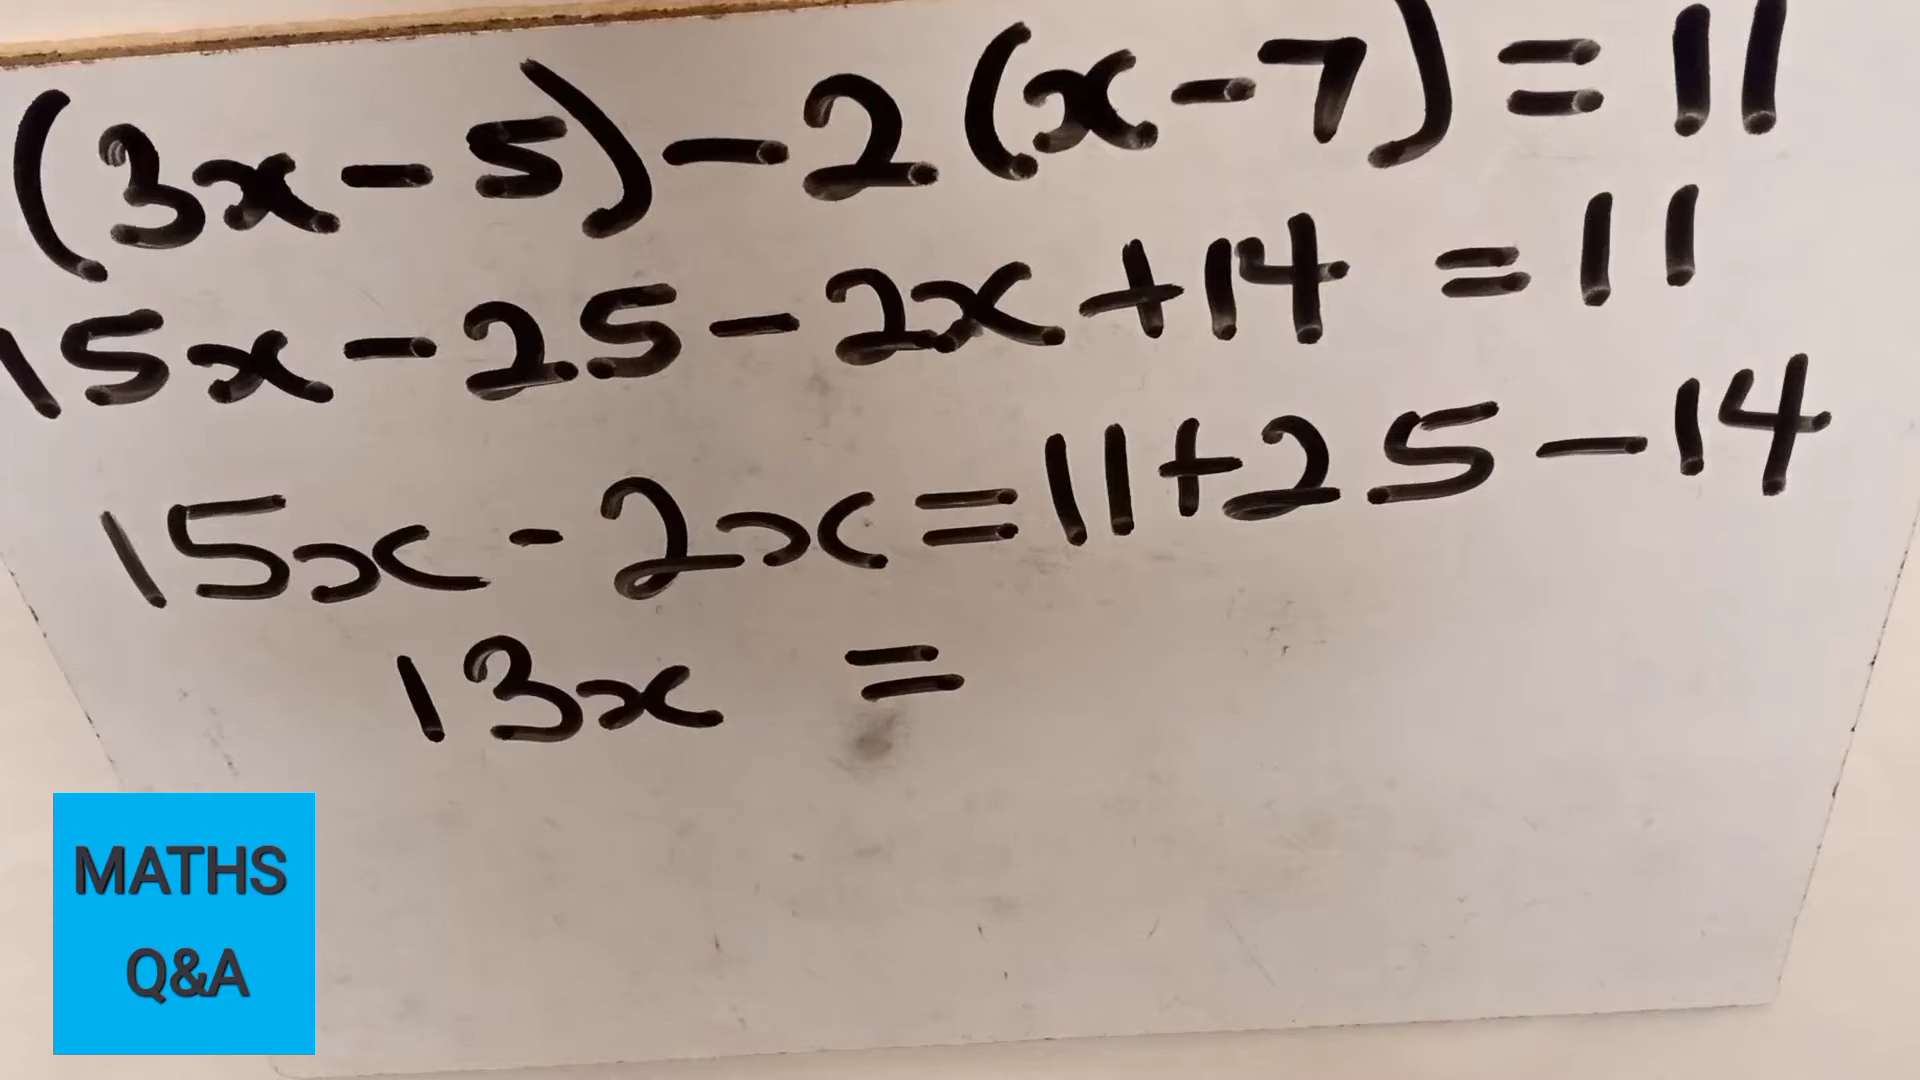 (3x-5)-2(x-7)=11
15x-25-2x+14=11
15x-2x=11+25-14
13x =
MATHS
Q&A